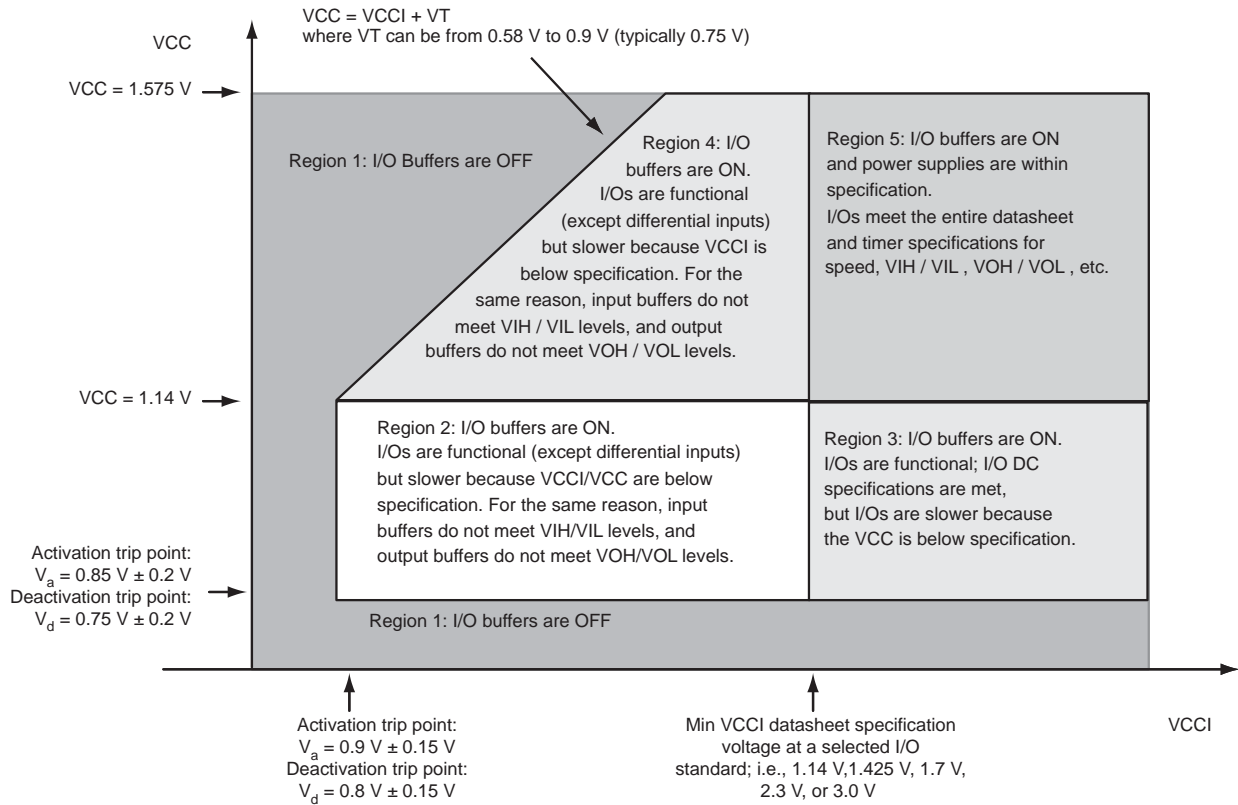 VCC = VCCI + VT
where VT can be from 0.58 V to 0.9 V (typically 0.75 V)
VCC
VCC = 1.575 V
Region 1: I/O Buffers are OFF
Region 4: I/O
buffers are ON.
I/Os are functional
(except differential inputs)
but slower because VCCI is
below specification. For the
same reason, input buffers do not
meet VIH / VIL levels, and output
buffers do not meet VOH / VOL levels.
Region 5: I/O buffers are ON
and power supplies are within
specification.
I/Os meet the entire datasheet
and timer specifications for
speed, VIH / VIL , VOH / VOL , etc.
VCC = 1.14 V
Region 2: I/O buffers are ON.
I/Os are functional (except differential inputs)
but slower because VCCI/VCC are below
specification. For the same reason, input
buffers do not meet VIH/VIL levels, and
output buffers do not meet VOH/VOL levels.
Region 3: I/O buffers are ON.
I/Os are functional; I/O DC
specifications are met,
but I/Os are slower because
the VCC is below specification.
Activation trip point:
Va = 0.85 V ± 0.2 V
Deactivation trip point:
Vd = 0.75 V ± 0.2 V
Region 1: I/O buffers are OFF
Activation trip point:
Va = 0.9 V ± 0.15 V
Deactivation trip point:
Vd = 0.8 V ± 0.15 V
Min VCCI datasheet specification
voltage at a selected I/O
standard; i.e., 1.14 V,1.425 V, 1.7 V,
2.3 V, or 3.0 V
VCCI